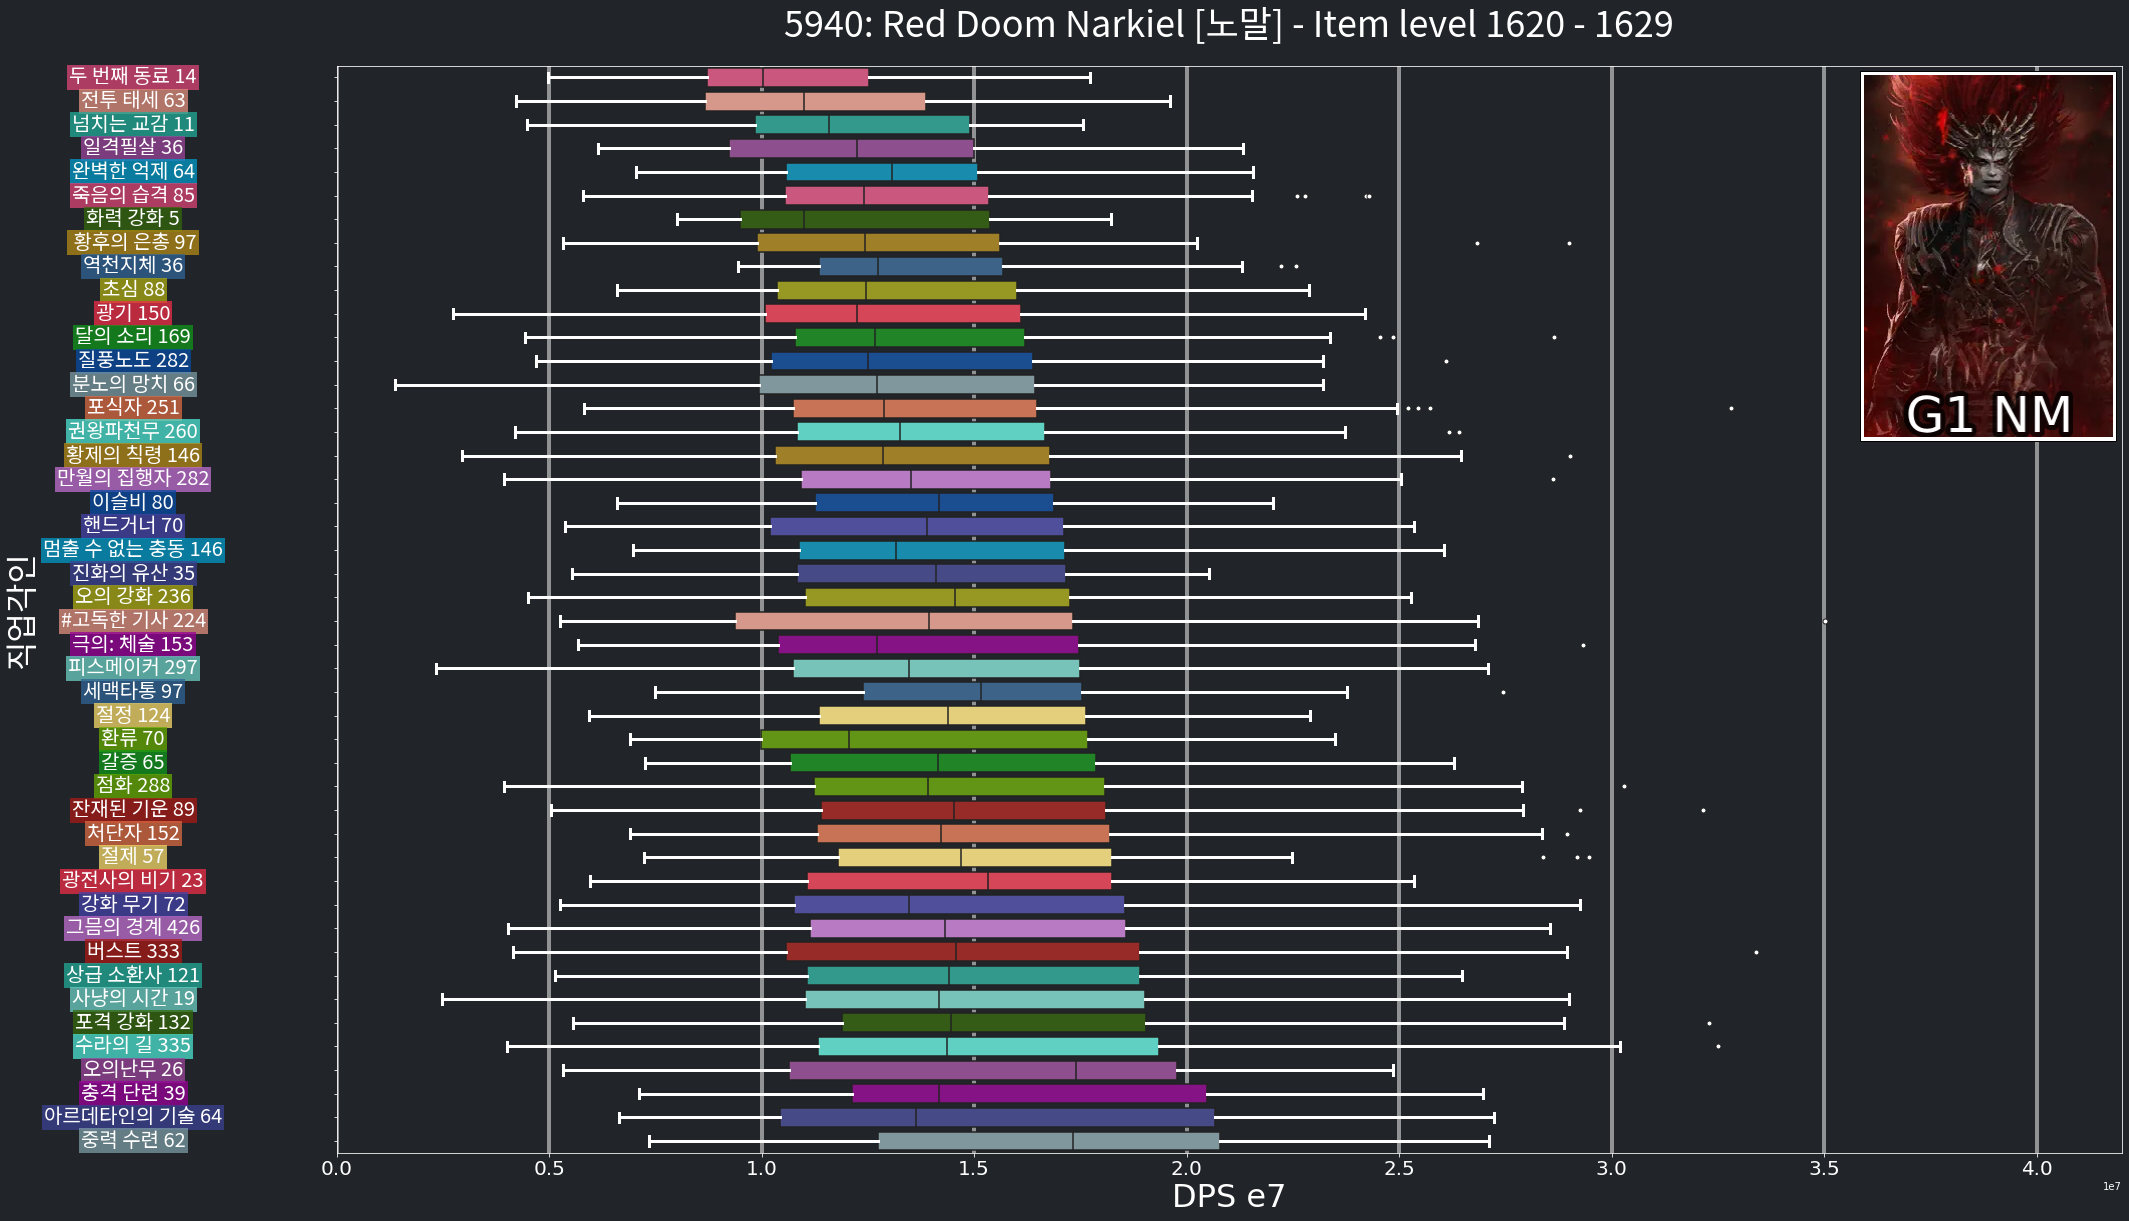 5940: Red Doom Narkiel [노말] - Item level 1620 - 1629
두 번째 동료 14
전투 태세 63
넘치는 교감 11
일격필살 36
완벽한 억제 64
죽음의 습격 85
화력 강화 5
황후의 은총 97
역천지체 36
초심 88
광기 150
달의 소리 169
질풍노도 282
분노의 망치 66
포식자 251
권왕파천무 260
황제의 칙령 146
만월의 집행자 282
이슬비 80
핸드거너 70
멈출 수 없는 충동 146
진화의 유산 35
오의 강화 236
#고독한 기사 224
극의: 체술 153
피스메이커 297
세맥타통 97
절정 124
환류 70
갈증 65
점화 288
잔재된 기운 89
처단자 152
절제 57
광전사의 비기 23
강화 무기 72
그믐의 경계 426
버스트 333
상급 소환사 121
사냥의 시간 19
포격 강화 132
수라의 길 335
오의난무 26
충격 단련 39
아르데타인의 기술 64
중력 수련 62
직업각인
G1 NM
0.0 0.5 1.0 1.5 2.0 2.5 3.0 3.5 4.0
1e7
DPS e7